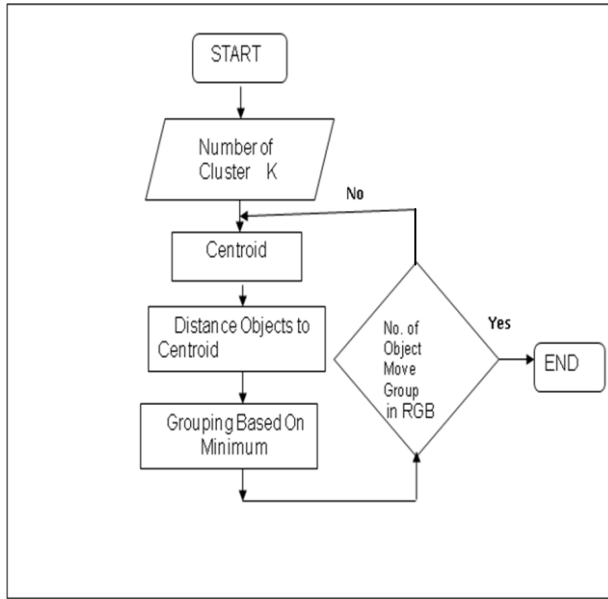 START
Number of
Cluster K
No
Centroid
Distance Objects to
Centroid
Grouping Based On
Minimum
No. of
Object
Move
Group
in RGB
Yes
END